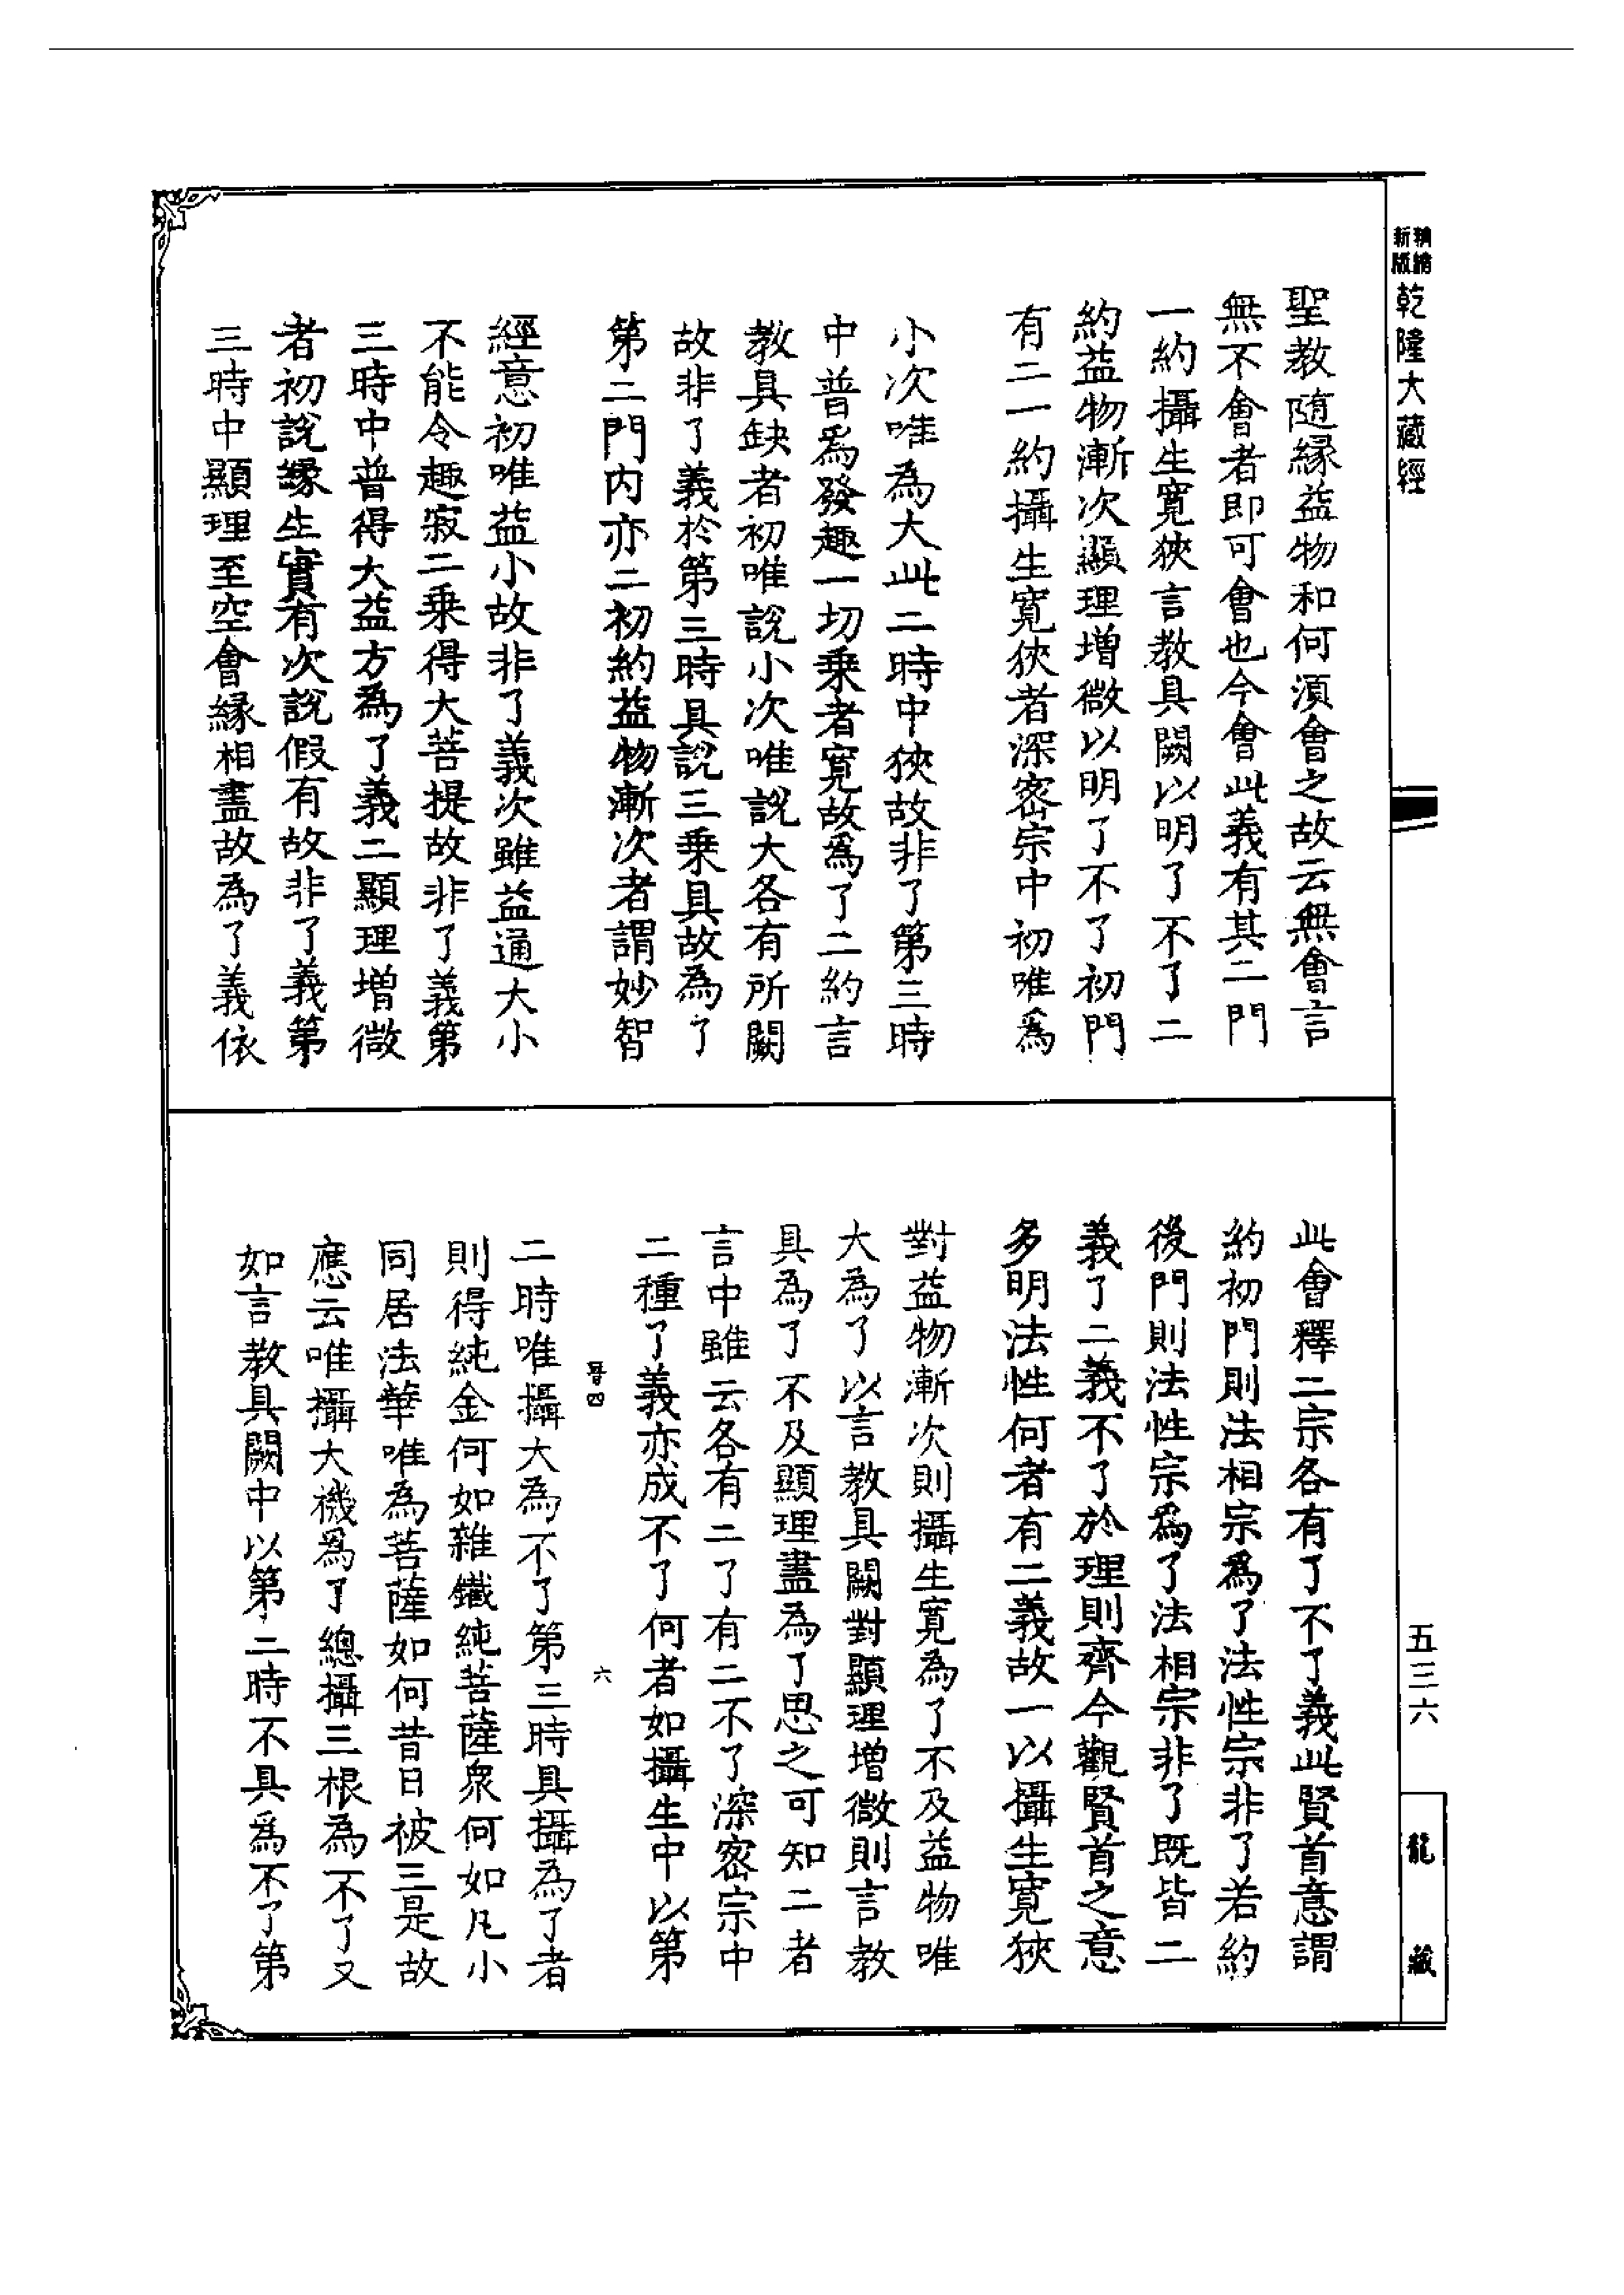 精繕
新版
乾隆大藏經
聖教隨緣益物和何湏會之故云無會言
無不會者即可會也今會此義有其二門
一約攝生寬狹言教具闕以明了不了二
約益物漸次顯理增微以明了不了初門
有二一約攝生寬狹者深密宗中初唯爲
小次唯為大此二時中狹故非了第三時
中普爲發趣一切乗者寬故爲了二約言
教具缺者初唯說小次唯說大各有所闕
故非了義於第三時具說三乗具故為了
第二門内亦二初約益物漸次者謂妙智
經意初唯益小故非了義次雖益通大小
不能令趣寂二乗得大菩提故非了義第
三時中普得大益方為了義二顯理增微
者初說緣生實有次說假有故非了義第
三時中顯理至空會緣相盡故為了義依
此會釋二宗各有了不了義此賢首意謂
約初門則法相宗爲了法性宗非了若約
後門則法性宗爲了法相宗非了既皆二
義了二義不了於理則齊今觀賢首之意
多明法性何者有二義故一以攝生寬狹
對益物漸次則攝生寬為了不及益物唯
大為了以言教具闕對顯理增微則言教
具為了不及顯理盡為了思之可知二者
言中雖云各有二了有二不了深密宗中
二種了義亦成不了何者如攝生中以第
晉四
六
二時唯攝大為不了第三時具攝為了者
則得純金何如雜鐵純菩薩衆何如凡小
同居法華唯為菩薩如何昔日被三是故
應云唯攝大機爲了總攝三根為不了又
如言教具闕中以第二時不具爲不了第
五三六
龍藏